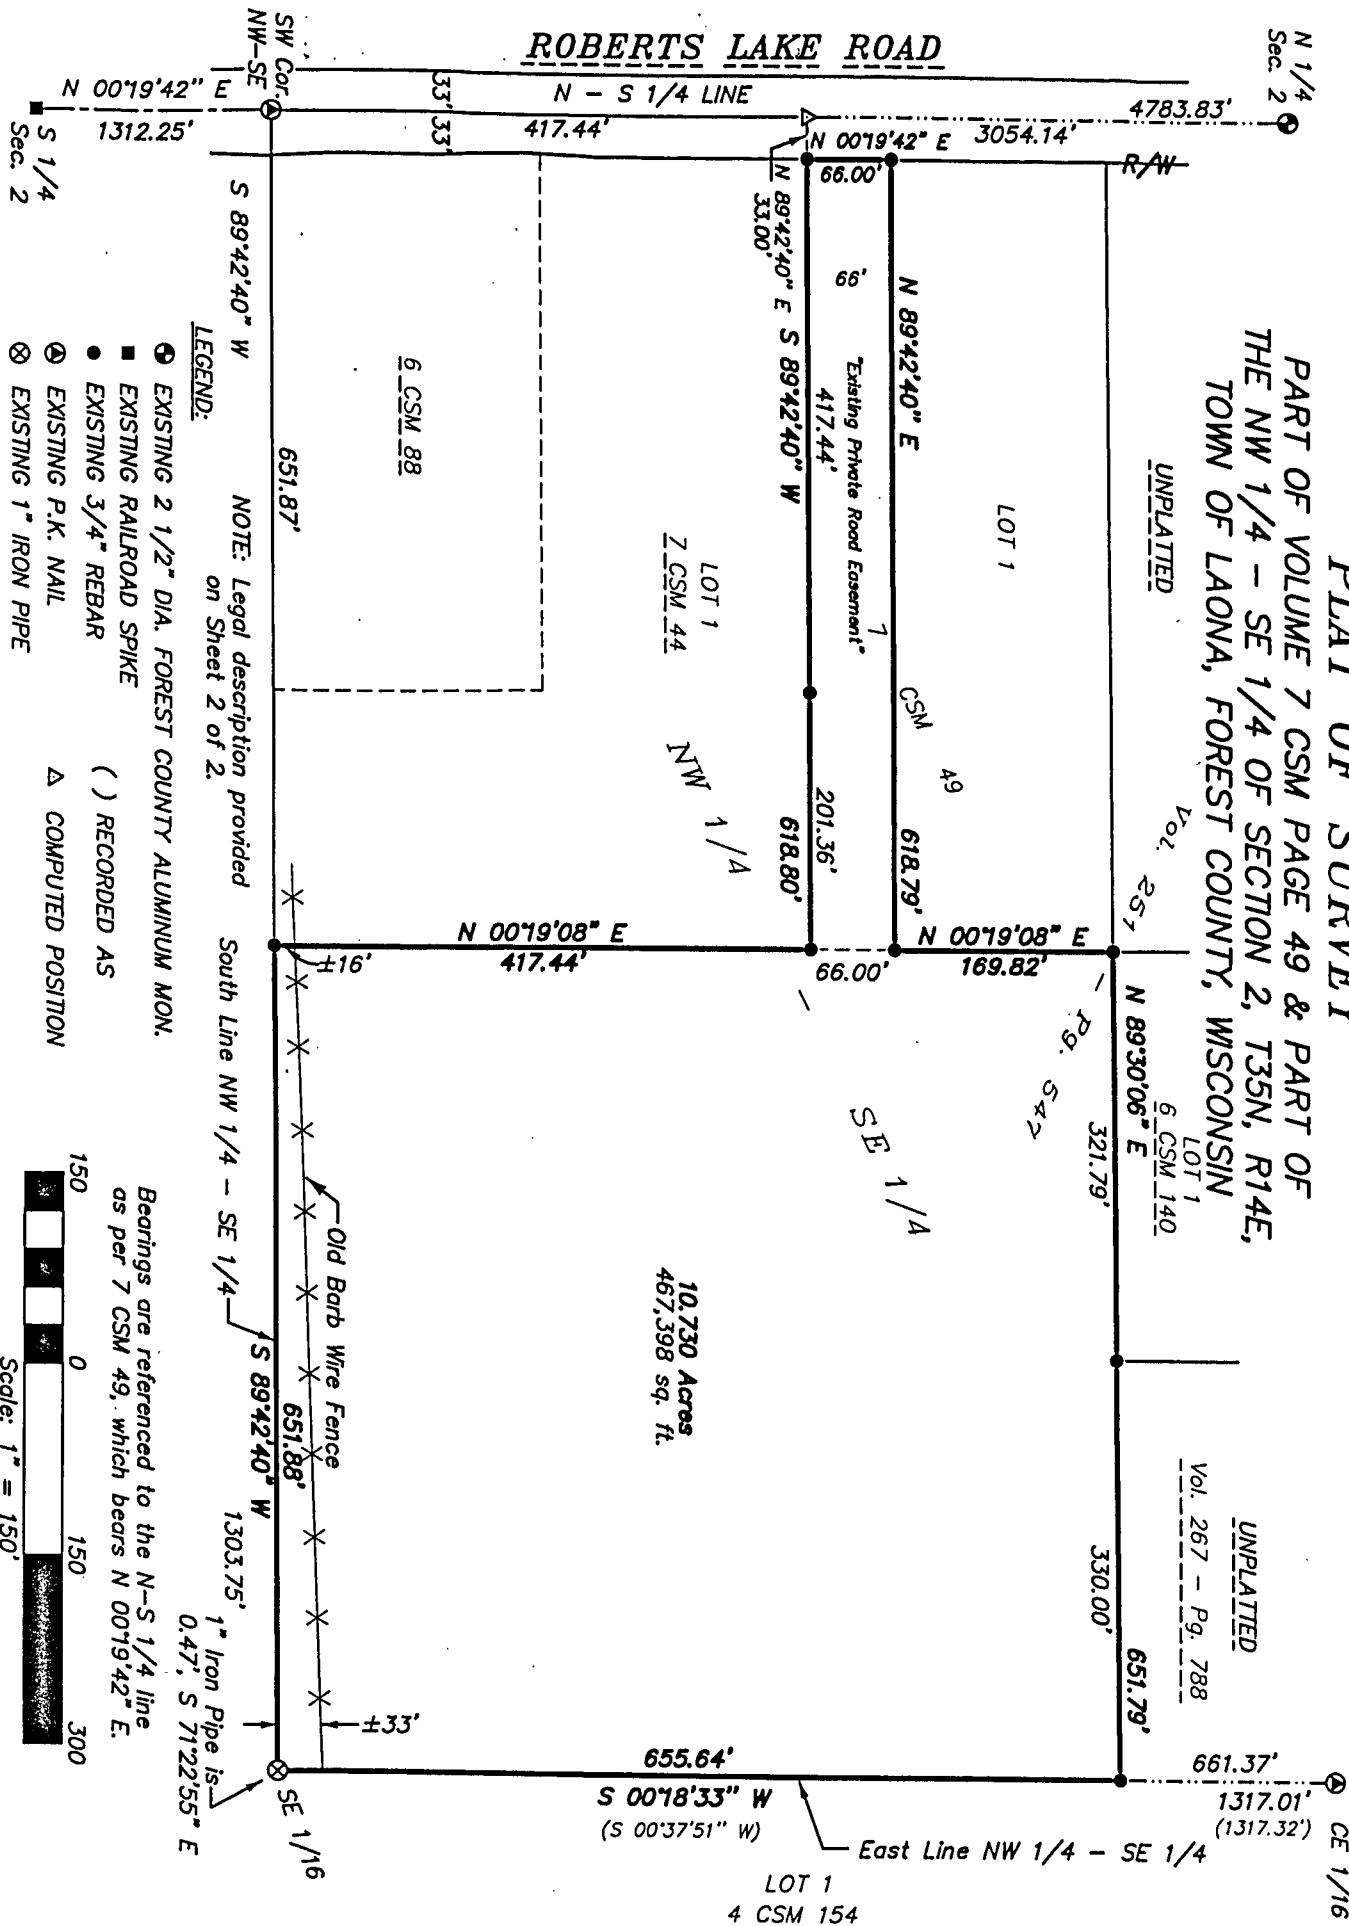 PLAT OF SURVEY
PART OF VOLUME 7 CSM PAGE 49 & PART OF
THE NW 1/4 - SE 1/4 OF SECTION 2, T35N, R14E,
TOWN OF LAONA, FOREST COUNTY, WISCONSIN
N 1/4
Sec. 2
4783.83'
3054.14'
R/W
ROBERTS LAKE ROAD
N - S 1/4 LINE
417.44'
33'
33'
SW Cor.
NW-SE
N 00°19'42" E
1312.25'
S 1/4
Sec. 2
N 00°19'42" E
66.00'
N 89°42'40" E
33.00'
UNPLATTED
Vol. 251 - Pg. 547
LOT 1
N 89°42'40" E
618.79'
7 CSM 49
66'
"Existing Private Road Easement"
417.44'
201.36'
S 89°42'40" W
618.80'
LOT 1
7 CSM 44
NW 1/4
SE 1/4
6 CSM 88
S 89°42'40" W
651.87'
N 00°19'08" E
417.44'
66.00'
N 00°19'08" E
169.82'
±16'
N 89°30'06" E
321.79'
330.00'
651.79'
LOT 1
6 CSM 140
UNPLATTED
Vol. 267 - Pg. 788
661.37'
1317.01'
(1317.32')
CE 1/16
10.730 Acres
467,398 sq. ft.
655.64'
S 00°18'33" W
(S 00°37'51" W)
East Line NW 1/4 - SE 1/4
LOT 1
4 CSM 154
Old Barb Wire Fence
±33'
651.88'
S 89°42'40" W
South Line NW 1/4 - SE 1/4
1303.75'
SE 1/16
1" Iron Pipe is
0.47', S 71°22'55" E
LEGEND:
EXISTING 2 1/2" DIA. FOREST COUNTY ALUMINUM MON.
EXISTING RAILROAD SPIKE
EXISTING 3/4" REBAR
EXISTING P.K. NAIL
EXISTING 1" IRON PIPE
( ) RECORDED AS
△ COMPUTED POSITION
NOTE: Legal description provided
on Sheet 2 of 2.
Bearings are referenced to the N-S 1/4 line
as per 7 CSM 49, which bears N 00°19'42" E.
150 0 150 300
Scale: 1" = 150'